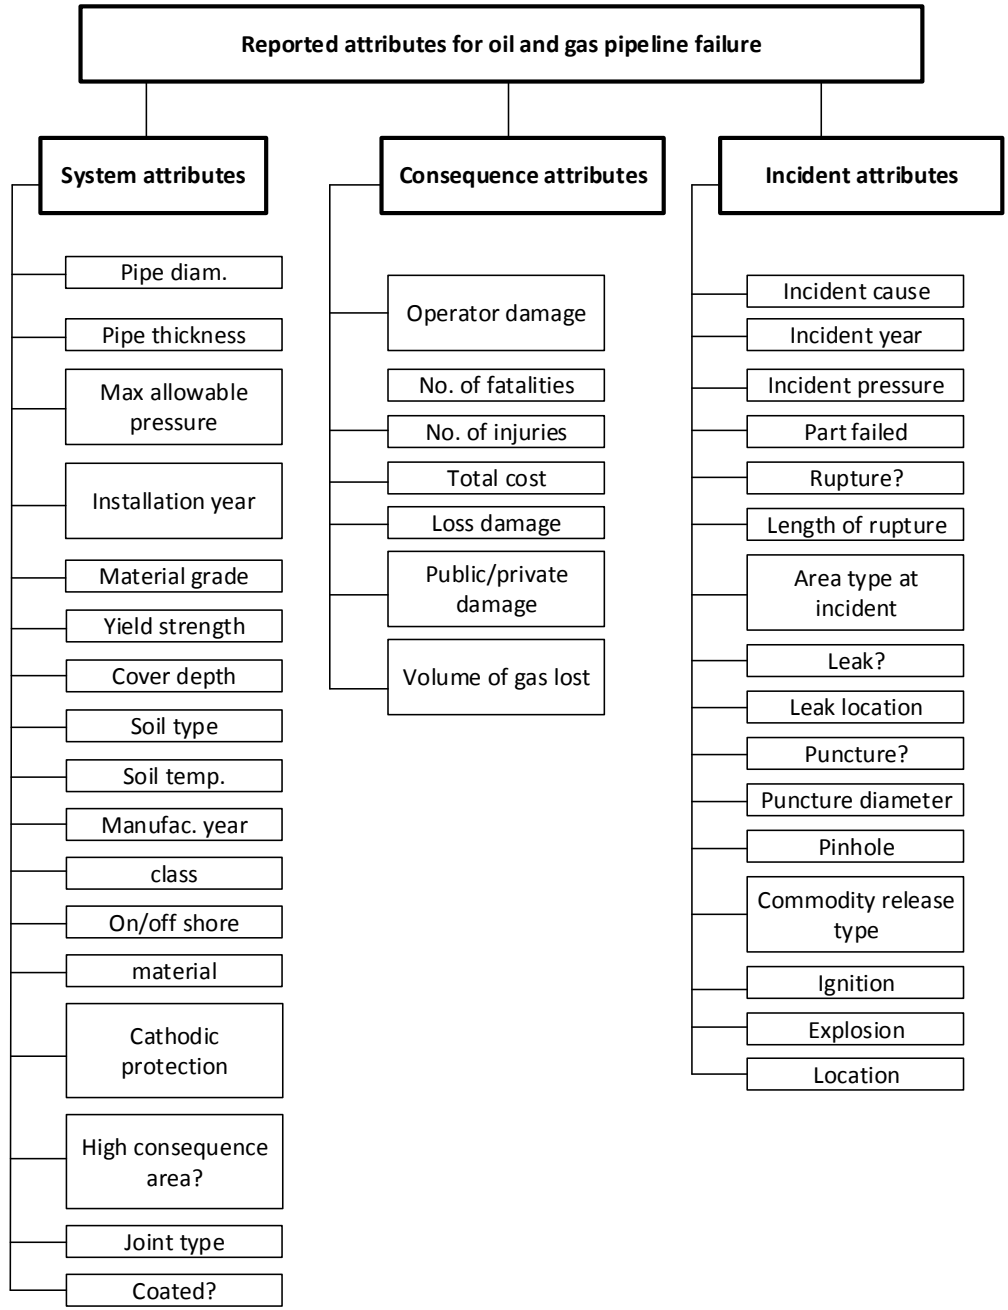 Reported attributes for oil and gas pipeline failure
System attributes
Pipe diam.
Pipe thickness
Max allowable
pressure
Installation year
Material grade
Yield strength
Cover depth
Soil type
Soil temp.
Manufac. year
class
On/off shore
material
Cathodic
protection
High consequence
area?
Joint type
Coated?
Consequence attributes
Operator damage
No. of fatalities
No. of injuries
Total cost
Loss damage
Public/private
damage
Volume of gas lost
Incident attributes
Incident cause
Incident year
Incident pressure
Part failed
Rupture?
Length of rupture
Area type at
incident
Leak?
Leak location
Puncture?
Puncture diameter
Pinhole
Commodity release
type
Ignition
Explosion
Location